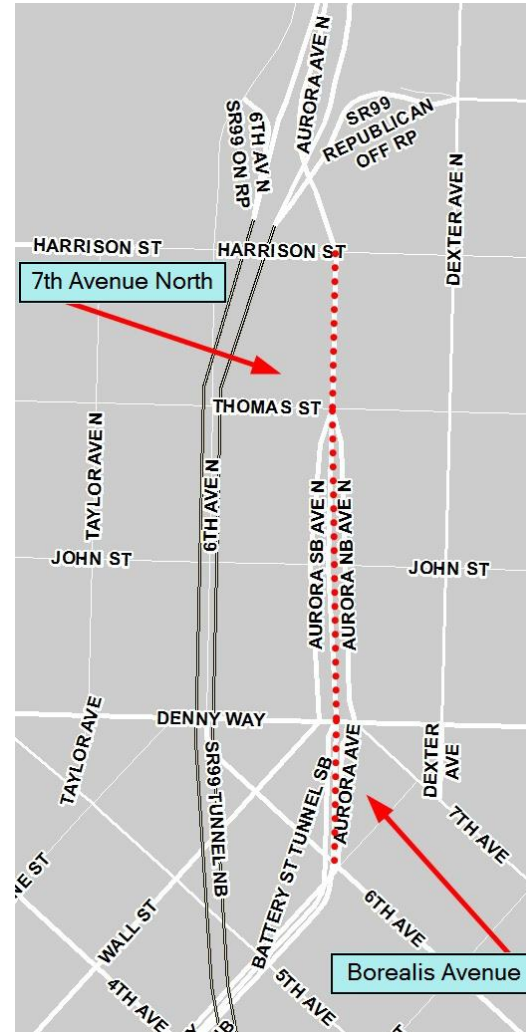 AURORA AVE N
6TH AV N
SR99 ON RP
SR99
REPUBLICAN
OFF RP
DEXTER AVE N
HARRISON ST
HARRISON ST
7th Avenue North
THOMAS ST
TAYLOR AVE N
6TH AVE N
AURORA SB AVE N
AURORA NB AVE N
JOHN ST
JOHN ST
DENNY WAY
TAYLOR AVE
SR99 TUNNEL NB
BATTERY ST TUNNEL SB
AURORA AVE
DEXTER
AVE
7TH AVE
NE ST
WALL ST
6TH AVE
4TH AVE
5TH AVE
Borealis Avenue